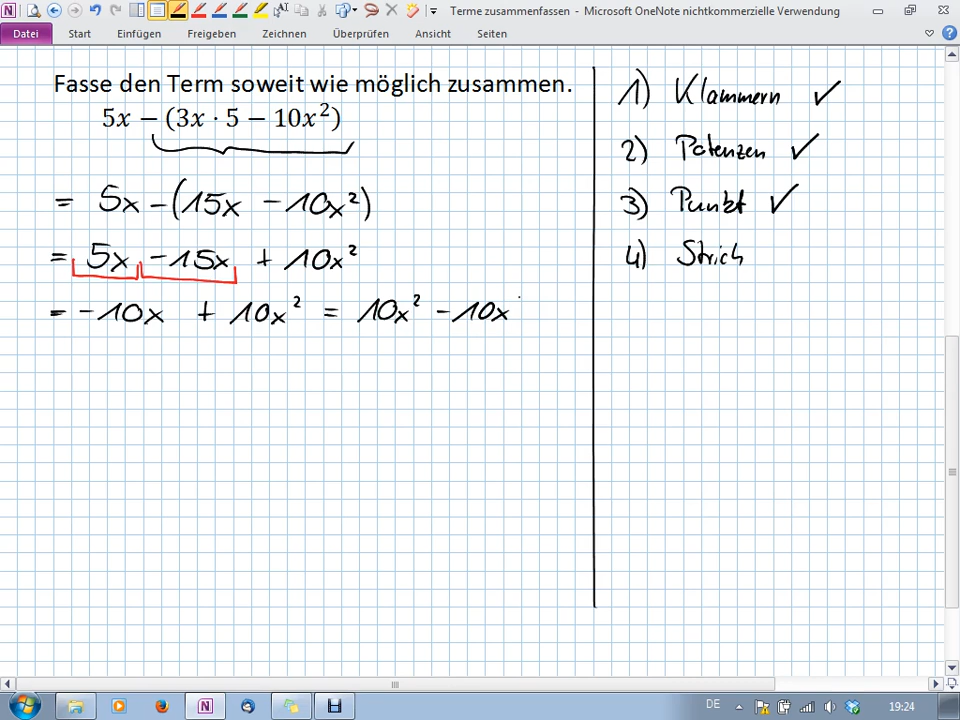 Terme zusammenfassen - Microsoft OneNote nichtkommerzielle Verwendung
Datei Start Einfügen Freigeben Zeichnen Überprüfen Ansicht Seiten
Fasse den Term soweit wie möglich zusammen.
5x − (3x · 5 − 10x²)
= 5x - (15x - 10x²)
= 5x - 15x + 10x²
= -10x + 10x² = 10x² - 10x
1) Klammern ✓
2) Potenzen ✓
3) Punkt ✓
4) Strich
DE 19:24